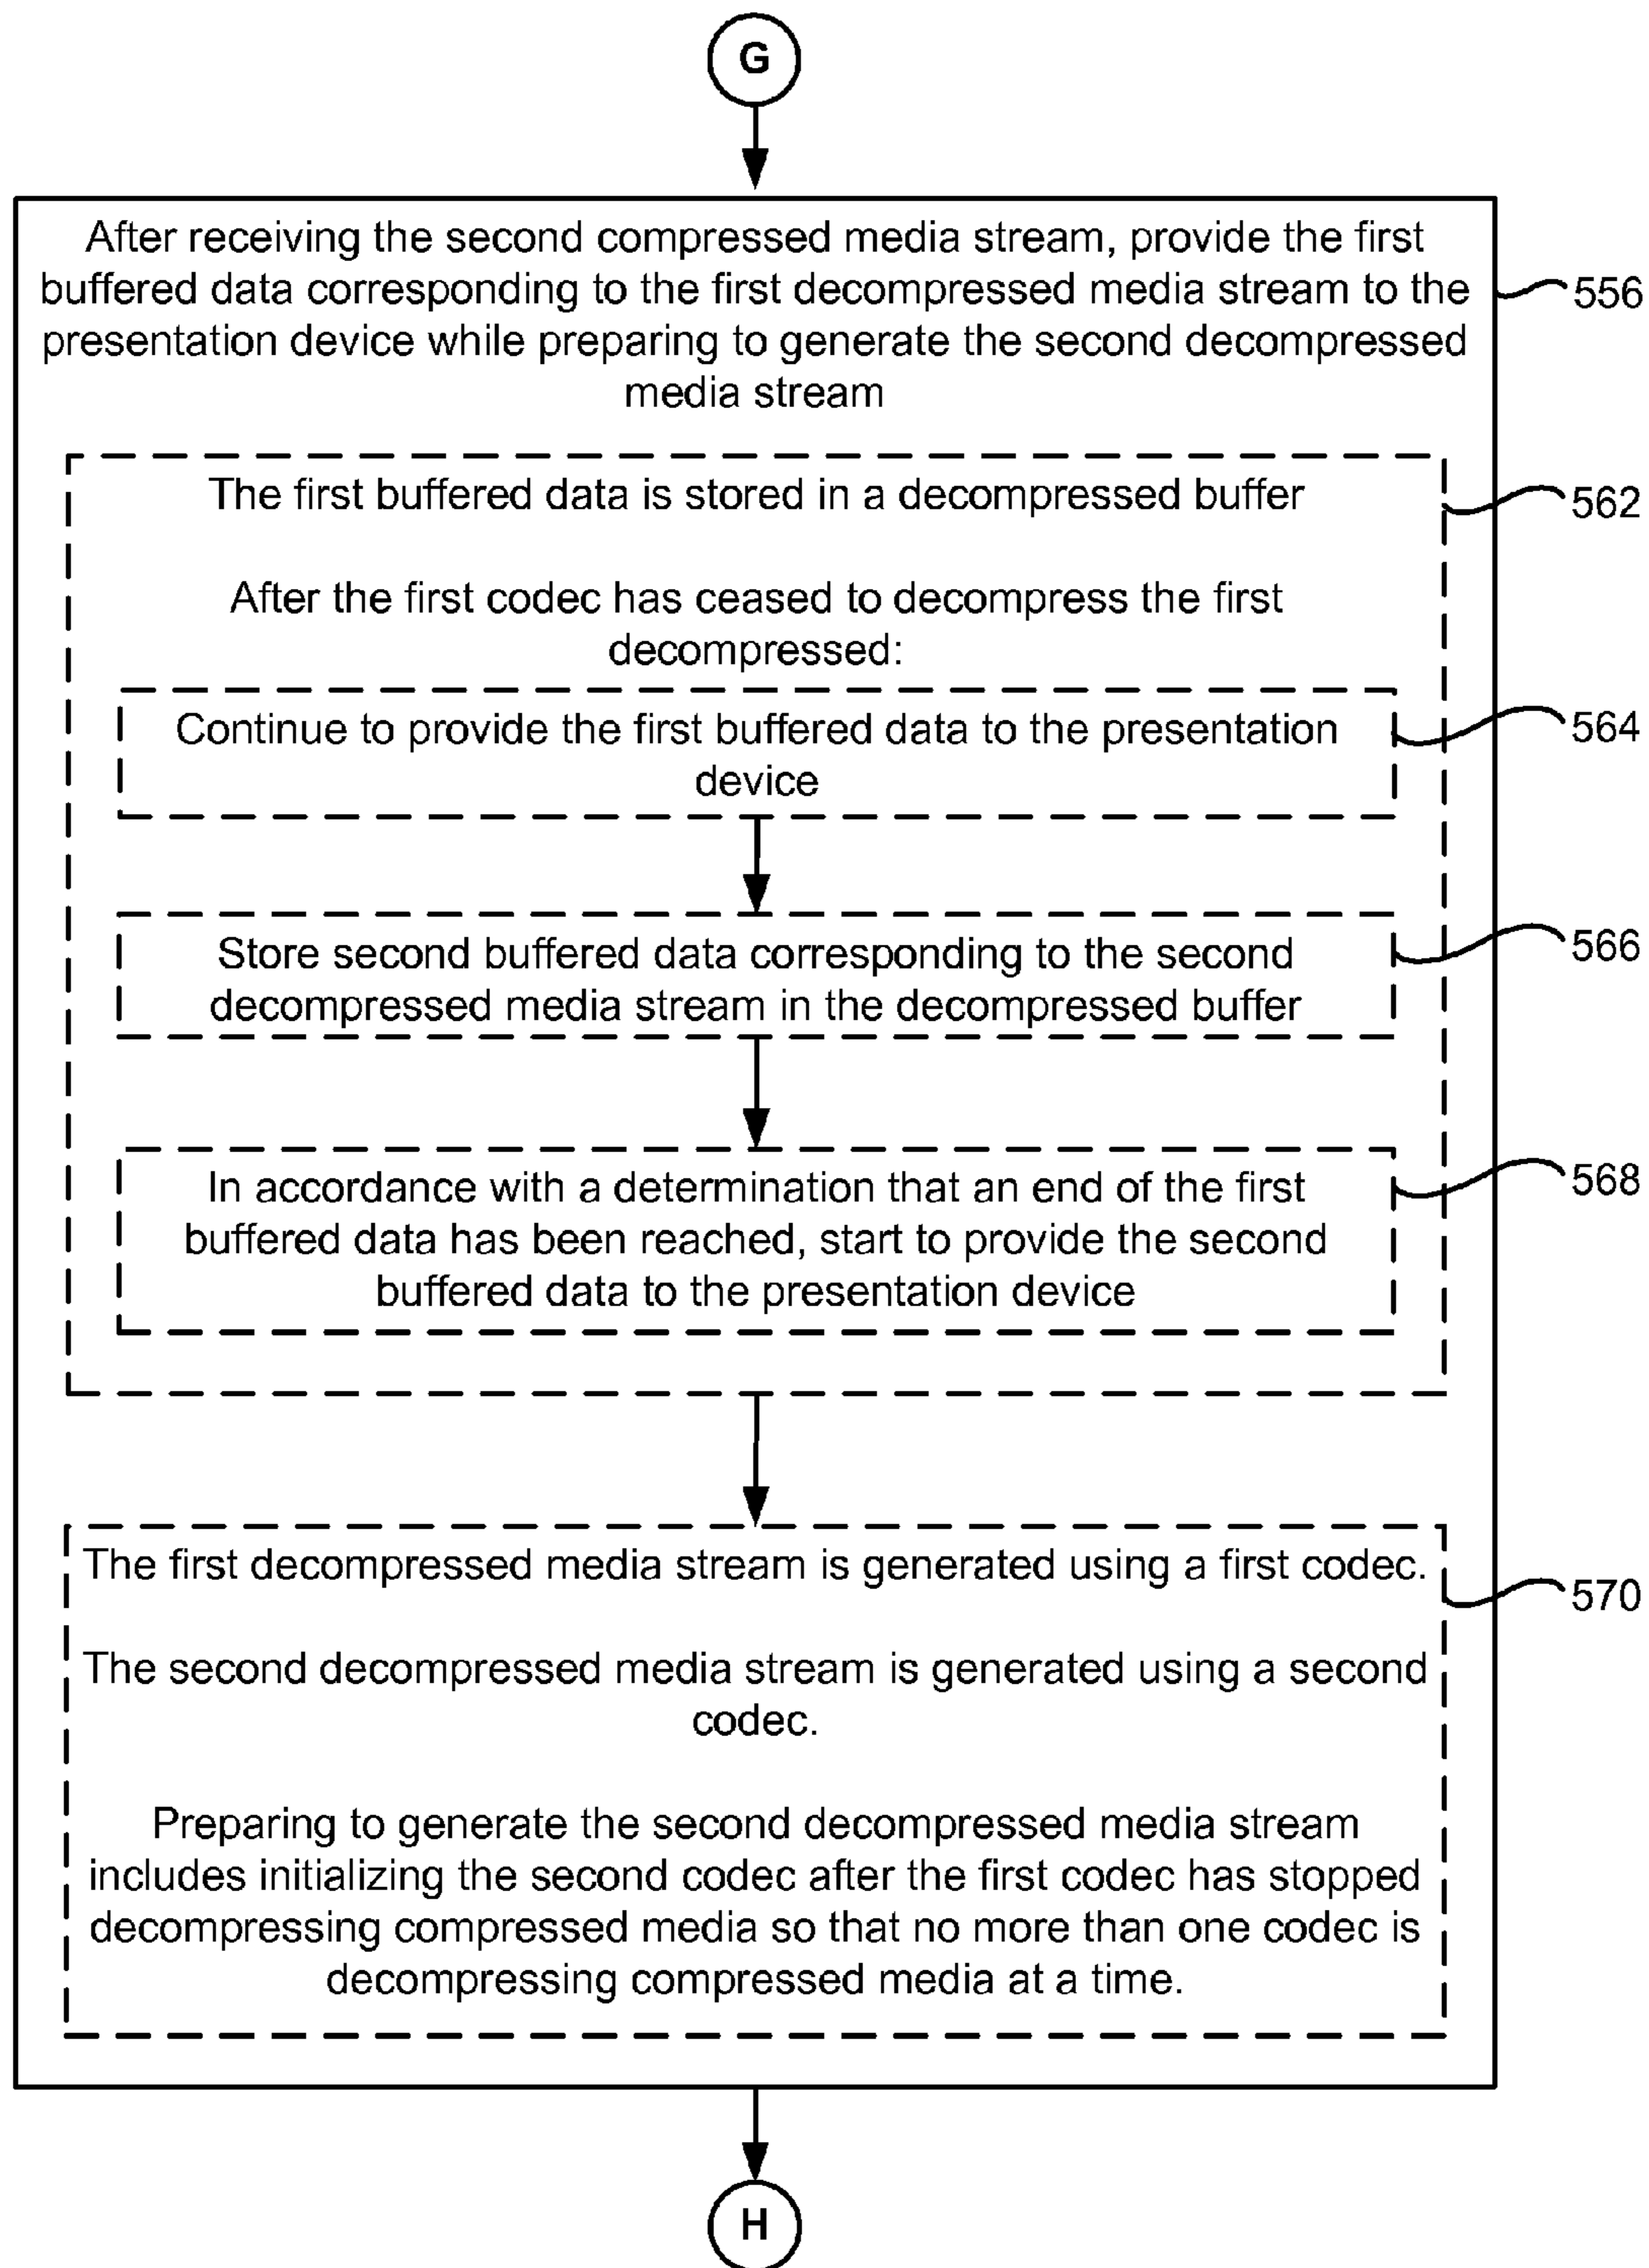 G
After receiving the second compressed media stream, provide the first
buffered data corresponding to the first decompressed media stream to the
presentation device while preparing to generate the second decompressed
media stream
556
The first buffered data is stored in a decompressed buffer
562
After the first codec has ceased to decompress the first
decompressed:
Continue to provide the first buffered data to the presentation
device
564
Store second buffered data corresponding to the second
decompressed media stream in the decompressed buffer
566
In accordance with a determination that an end of the first
buffered data has been reached, start to provide the second
buffered data to the presentation device
568
The first decompressed media stream is generated using a first codec.
570
The second decompressed media stream is generated using a second
codec.
Preparing to generate the second decompressed media stream
includes initializing the second codec after the first codec has stopped
decompressing compressed media so that no more than one codec is
decompressing compressed media at a time.
H